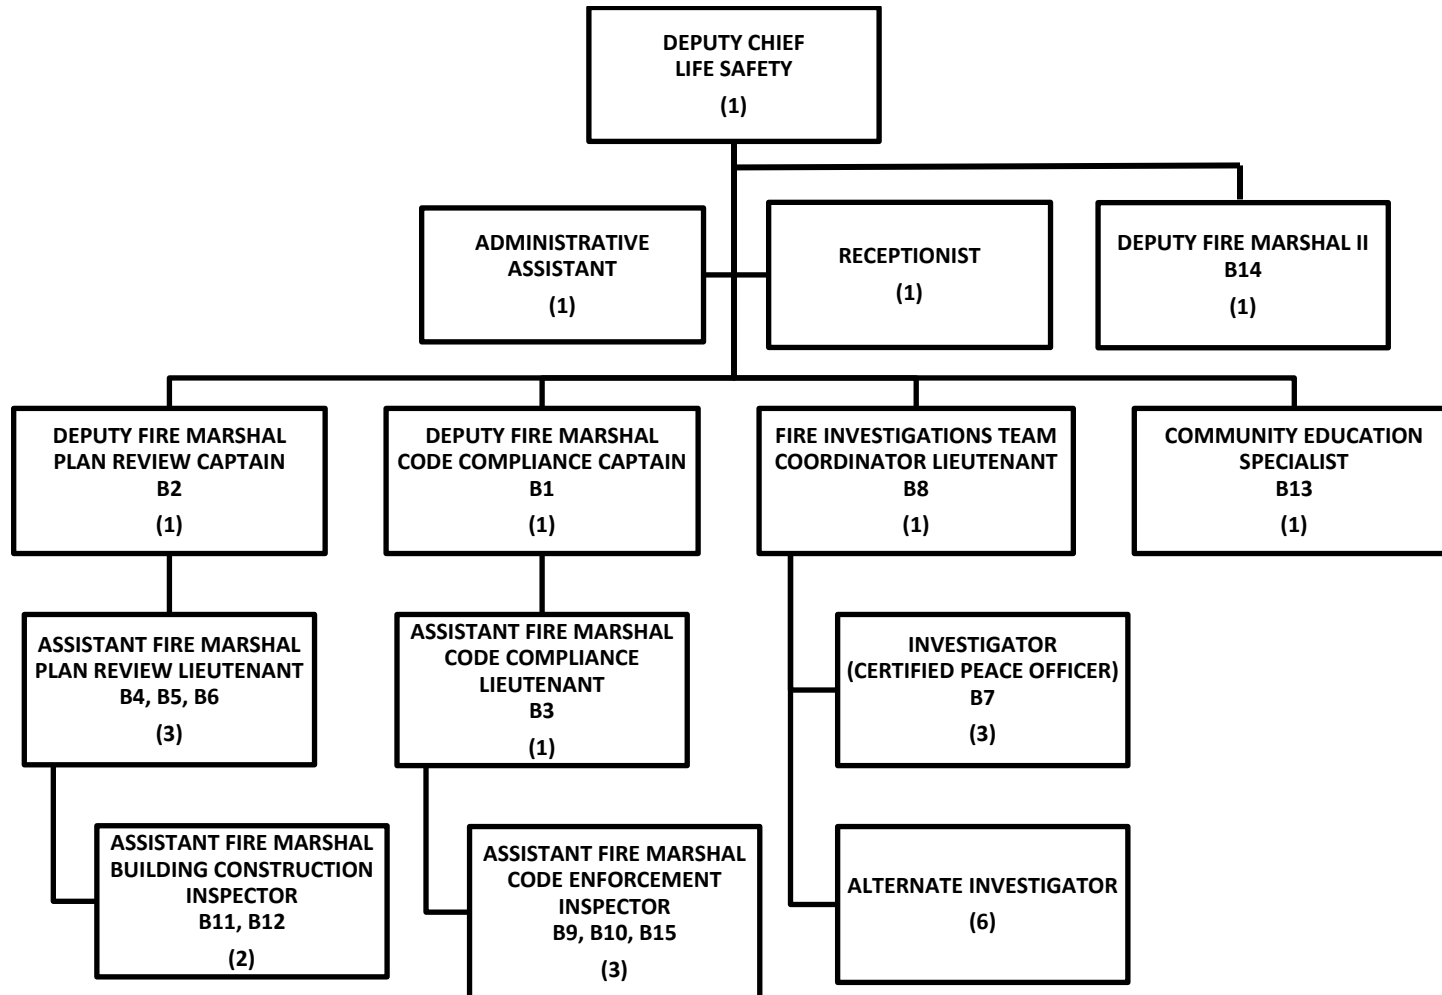 DEPUTY CHIEF
LIFE SAFETY
(1)
ADMINISTRATIVE
ASSISTANT
(1)
RECEPTIONIST
(1)
DEPUTY FIRE MARSHAL II
B14
(1)
DEPUTY FIRE MARSHAL
PLAN REVIEW CAPTAIN
B2
(1)
DEPUTY FIRE MARSHAL
CODE COMPLIANCE CAPTAIN
B1
(1)
FIRE INVESTIGATIONS TEAM
COORDINATOR LIEUTENANT
B8
(1)
COMMUNITY EDUCATION
SPECIALIST
B13
(1)
ASSISTANT FIRE MARSHAL
PLAN REVIEW LIEUTENANT
B4, B5, B6
(3)
ASSISTANT FIRE MARSHAL
CODE COMPLIANCE
LIEUTENANT
B3
(1)
INVESTIGATOR
(CERTIFIED PEACE OFFICER)
B7
(3)
ASSISTANT FIRE MARSHAL
BUILDING CONSTRUCTION
INSPECTOR
B11, B12
(2)
ASSISTANT FIRE MARSHAL
CODE ENFORCEMENT
INSPECTOR
B9, B10, B15
(3)
ALTERNATE INVESTIGATOR
(6)